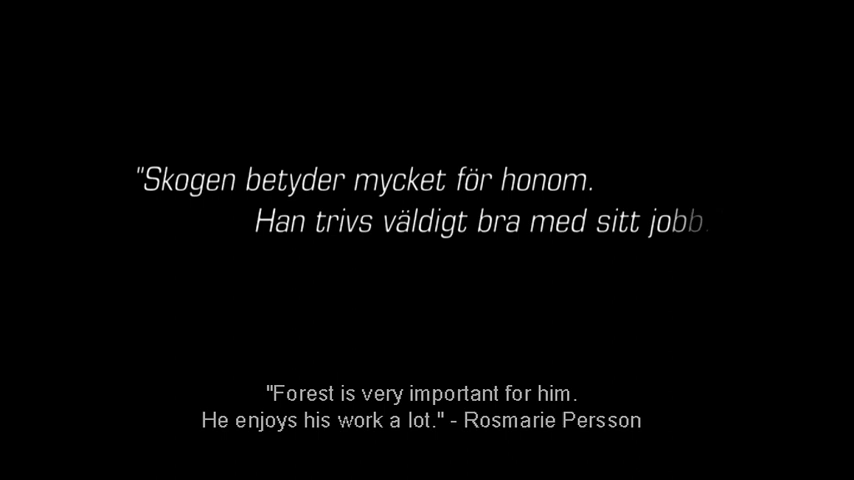 "Skogen betyder mycket för honom.
Han trivs väldigt bra med sitt jobb.
"Forest is very important for him.
He enjoys his work a lot." - Rosmarie Persson